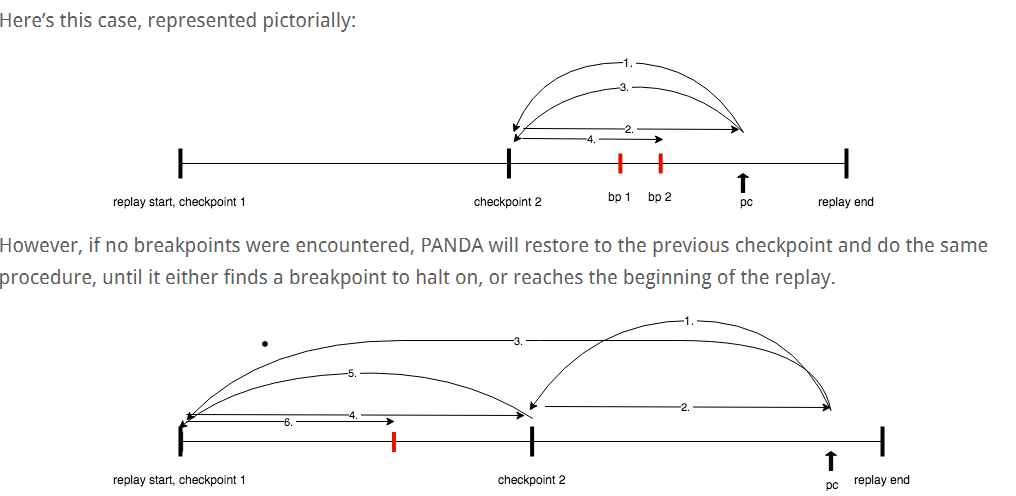 Here's this case, represented pictorially:
1.
3.
2.
4.
replay start, checkpoint 1
checkpoint 2
bp 1
bp 2
pc
replay end
However, if no breakpoints were encountered, PANDA will restore to the previous checkpoint and do the same
procedure, until it either finds a breakpoint to halt on, or reaches the beginning of the replay.
1.
3.
5.
2.
4.
6.
replay start, checkpoint 1
checkpoint 2
pc
replay end